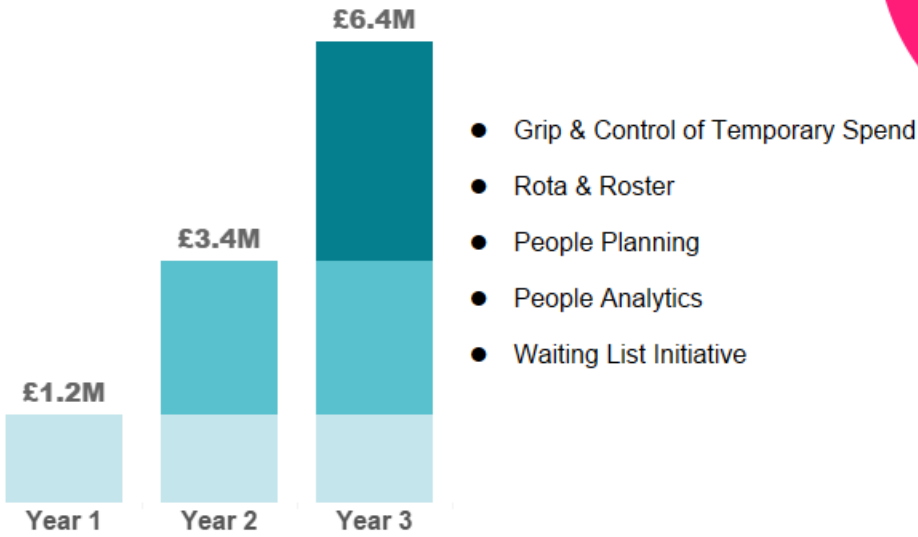 £6.4M
£3.4M
£1.2M
Year 1
Year 2
Year 3
● Grip & Control of Temporary Spend
● Rota & Roster
● People Planning
● People Analytics
● Waiting List Initiative